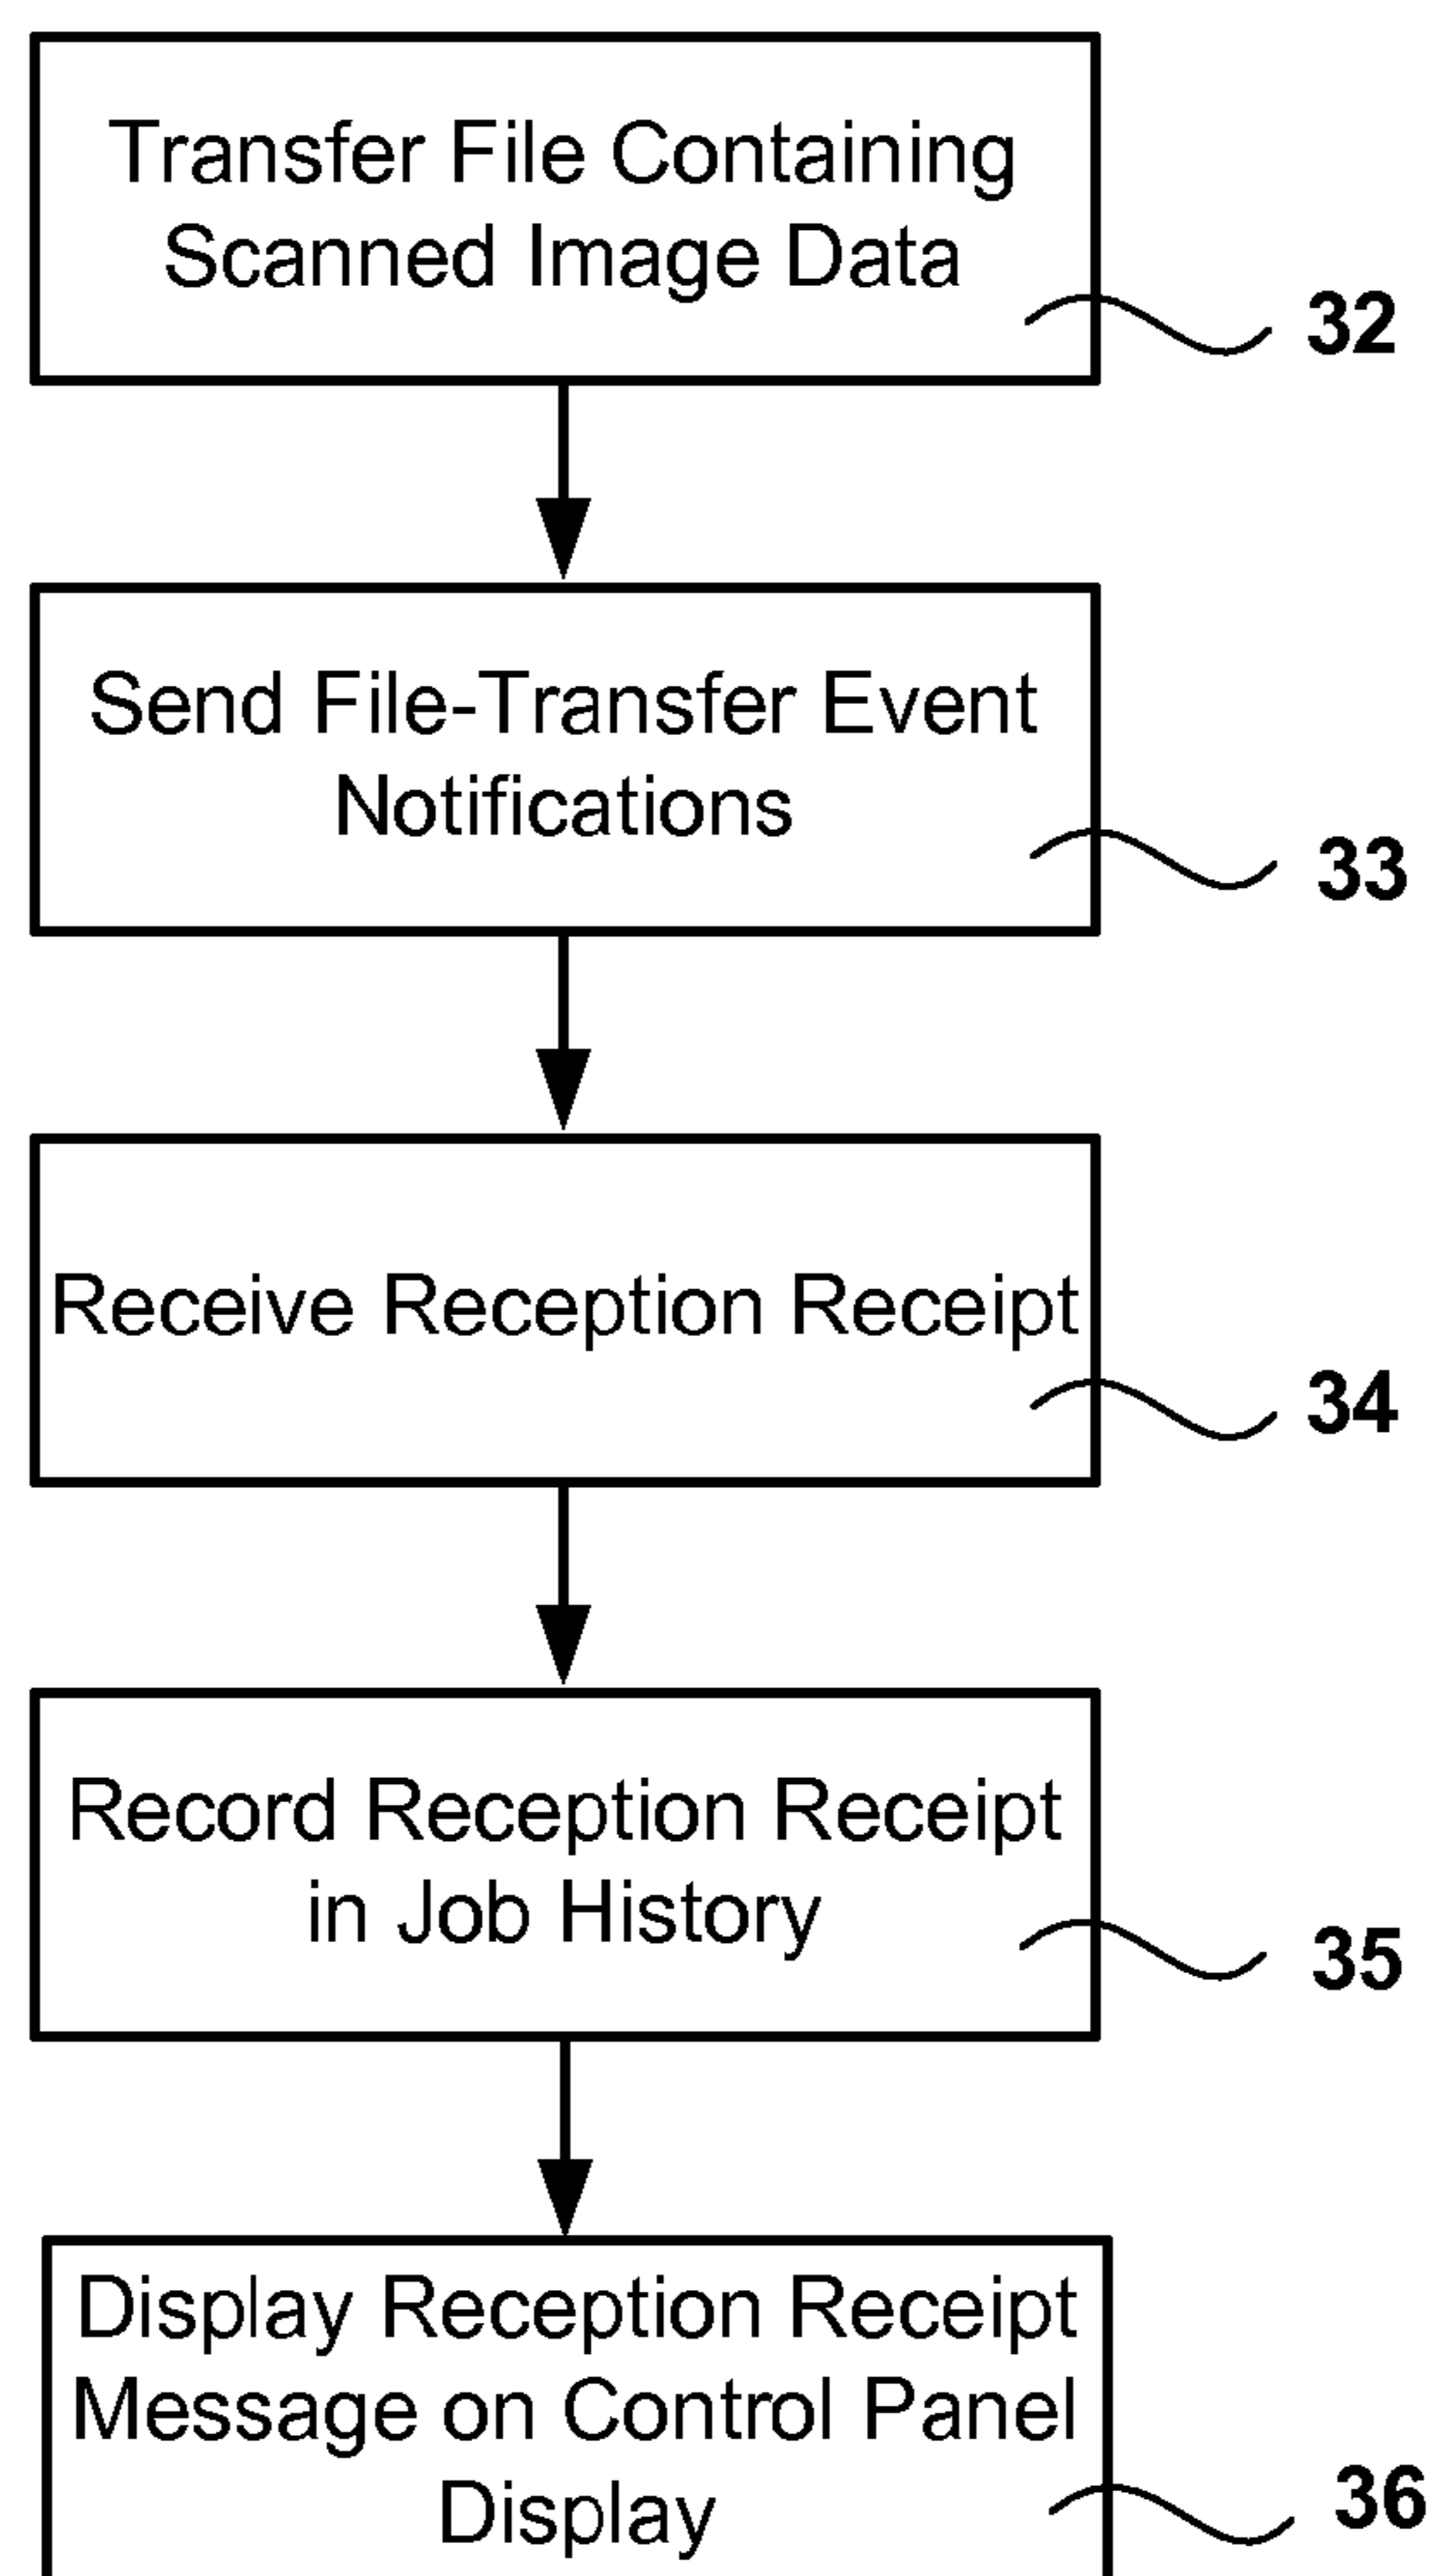 Transfer File Containing
Scanned Image Data
32
Send File-Transfer Event
Notifications
33
Receive Reception Receipt
34
Record Reception Receipt
in Job History
35
Display Reception Receipt
Message on Control Panel
Display
36